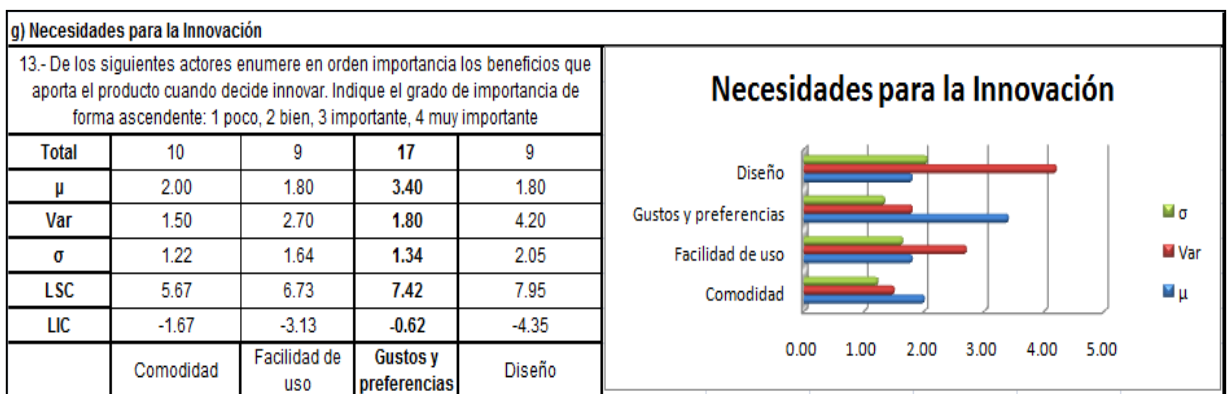 g) Necesidades para la Innovación
13.- De los siguientes actores enumere en orden importancia los beneficios que
aporta el producto cuando decide innovar. Indique el grado de importancia de
forma ascendente: 1 poco, 2 bien, 3 importante, 4 muy importante
Total 10 9 17 9
μ 2.00 1.80 3.40 1.80
Var 1.50 2.70 1.80 4.20
σ 1.22 1.64 1.34 2.05
LSC 5.67 6.73 7.42 7.95
LIC -1.67 -3.13 -0.62 -4.35
Comodidad Facilidad de Gustos y Diseño
uso preferencias
Necesidades para la Innovación
Diseño
Gustos y preferencias
Facilidad de uso
Comodidad
0.00 1.00 2.00 3.00 4.00 5.00
σ
Var
μ